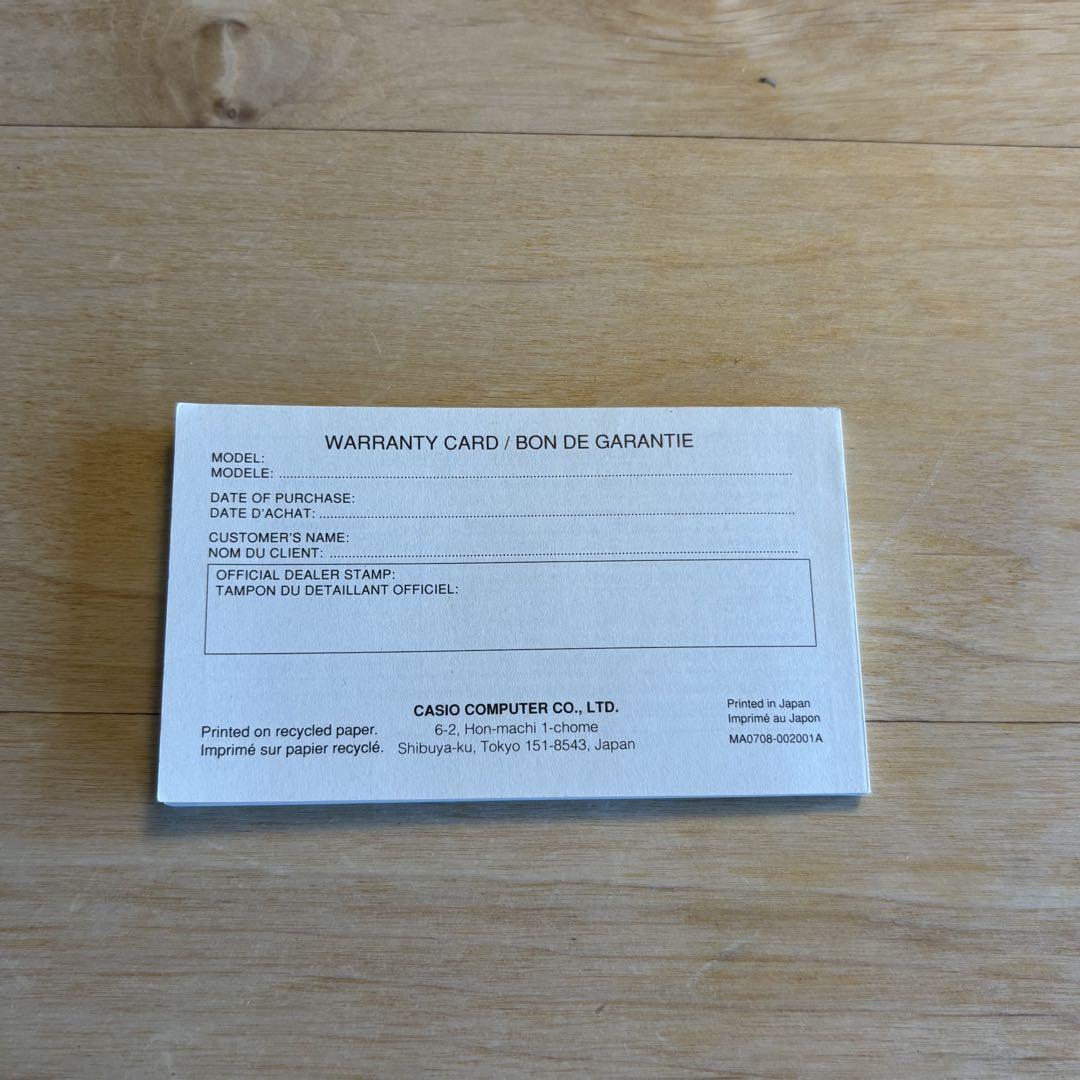 WARRANTY CARD / BON DE GARANTIE
MODEL:
MODELE:
DATE OF PURCHASE:
DATE D'ACHAT:
CUSTOMER'S NAME:
NOM DU CLIENT:
OFFICIAL DEALER STAMP:
TAMPON DU DETAILLANT OFFICIEL:
CASIO COMPUTER CO., LTD.
6-2, Hon-machi 1-chome
Shibuya-ku, Tokyo 151-8543, Japan
Printed on recycled paper.
Imprimé sur papier recyclé.
Printed in Japan
Imprimé au Japon
MA0708-002001A